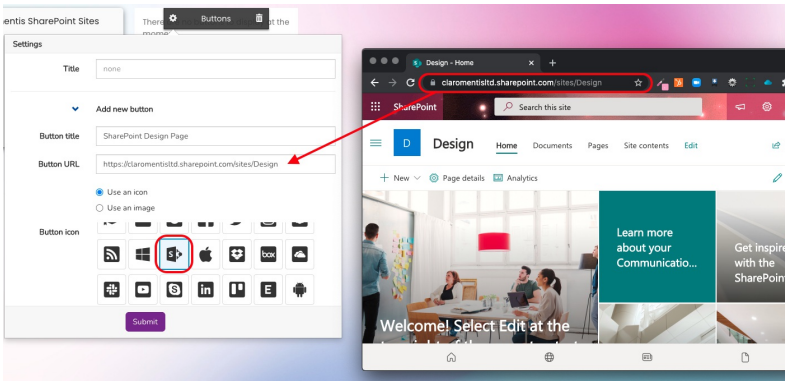 entis SharePoint Sites
There
Buttons
at the
mome
Settings
Title
none
Add new button
Button title
SharePoint Design Page
Button URL
https://claromentisltd.sharepoint.com/sites/Design
Use an icon
Use an image
Button icon
box
in
E
Submit
Design - Home
claromentisltd.sharepoint.com/sites/Design
SharePoint
Search this site
D
Design
Home
Documents
Pages
Site contents
Edit
New
Page details
Analytics
Learn more
about your
Communicatio...
Get inspire
with the
SharePoin
Welcome! Select Edit at the